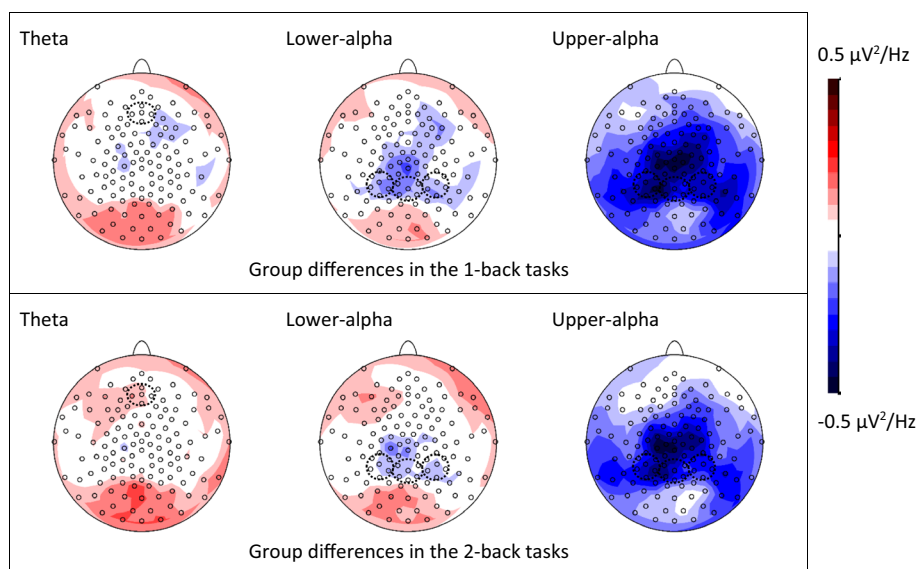 Theta
Lower-alpha
Upper-alpha
Group differences in the 1-back tasks
Theta
Lower-alpha
Upper-alpha
Group differences in the 2-back tasks
0.5 µV²/Hz
-0.5 µV²/Hz